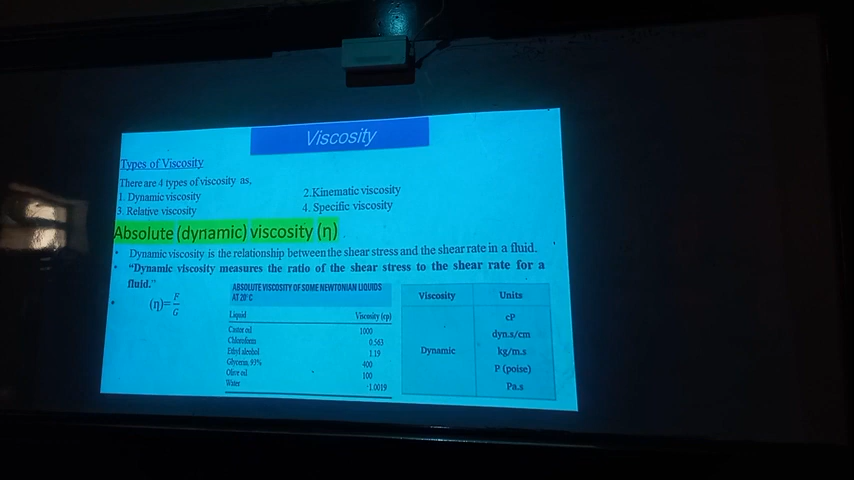 Viscosity
Types of Viscosity
There are 4 types of viscosity as,
1. Dynamic viscosity
2.Kinematic viscosity
3. Relative viscosity
4. Specific viscosity
Absolute (dynamic) viscosity (η)
• Dynamic viscosity is the relationship between the shear stress and the shear rate in a fluid.
• “Dynamic viscosity measures the ratio of the shear stress to the shear rate for a
fluid.”
• (η)=F/G
ABSOLUTE VISCOSITY OF SOME NEWTONIAN LIQUIDS
AT 20° C
Liquid Viscosity (cp)
Castor oil 1000
Chloroform 0.563
Ethyl alcohol 1.19
Glycerin, 93% 400
Olive oil 100
Water 1.0019
Viscosity Units
Dynamic
cP
dyn.s/cm
kg/m.s
P (poise)
Pa.s